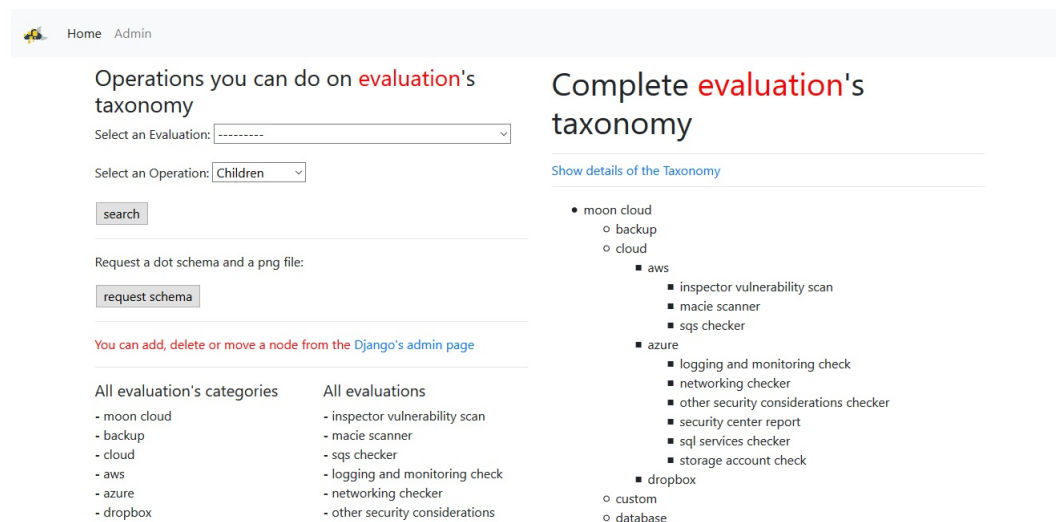 Home Admin
Operations you can do on evaluation's
taxonomy
Select an Evaluation: ---------
Select an Operation: Children
search
Request a dot schema and a png file:
request schema
You can add, delete or move a node from the Django's admin page
All evaluation's categories
- moon cloud
- backup
- cloud
- aws
- azure
- dropbox
All evaluations
- inspector vulnerability scan
- macie scanner
- sqs checker
- logging and monitoring check
- networking checker
- other security considerations
Complete evaluation's
taxonomy
Show details of the Taxonomy
moon cloud
backup
cloud
aws
inspector vulnerability scan
macie scanner
sqs checker
azure
logging and monitoring check
networking checker
other security considerations checker
security center report
sql services checker
storage account check
dropbox
custom
database